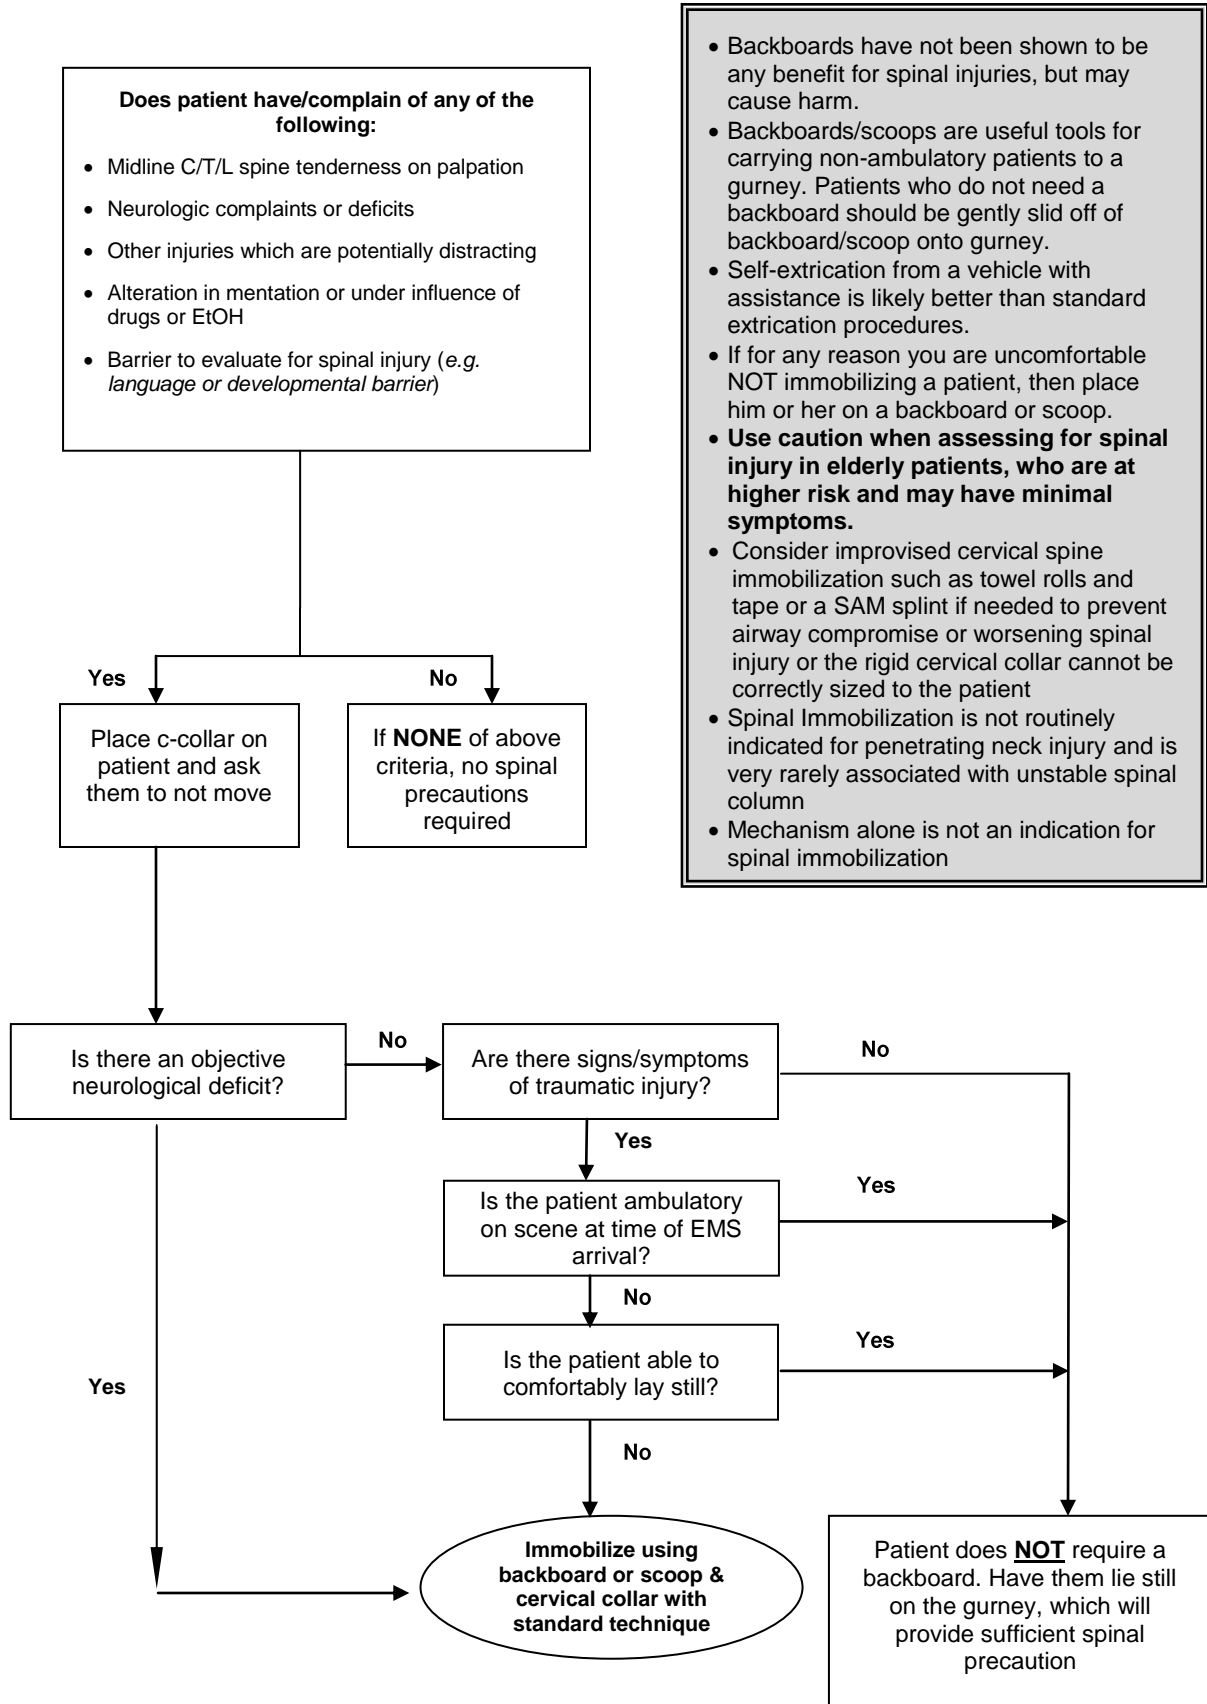 Does patient have/complain of any of the
following:
• Midline C/T/L spine tenderness on palpation
• Neurologic complaints or deficits
• Other injuries which are potentially distracting
• Alteration in mentation or under influence of
drugs or EtOH
• Barrier to evaluate for spinal injury (e.g.
language or developmental barrier)
• Backboards have not been shown to be
any benefit for spinal injuries, but may
cause harm.
• Backboards/scoops are useful tools for
carrying non-ambulatory patients to a
gurney. Patients who do not need a
backboard should be gently slid off of
backboard/scoop onto gurney.
• Self-extrication from a vehicle with
assistance is likely better than standard
extrication procedures.
• If for any reason you are uncomfortable
NOT immobilizing a patient, then place
him or her on a backboard or scoop.
• Use caution when assessing for spinal
injury in elderly patients, who are at
higher risk and may have minimal
symptoms.
• Consider improvised cervical spine
immobilization such as towel rolls and
tape or a SAM splint if needed to prevent
airway compromise or worsening spinal
injury or the rigid cervical collar cannot be
correctly sized to the patient
• Spinal Immobilization is not routinely
indicated for penetrating neck injury and is
very rarely associated with unstable spinal
column
• Mechanism alone is not an indication for
spinal immobilization
Yes
No
Place c-collar on
patient and ask
them to not move
If NONE of above
criteria, no spinal
precautions
required
Is there an objective
neurological deficit?
No
Are there signs/symptoms
of traumatic injury?
No
Yes
Is the patient ambulatory
on scene at time of EMS
arrival?
Yes
No
Is the patient able to
comfortably lay still?
Yes
Yes
No
Immobilize using
backboard or scoop &
cervical collar with
standard technique
Patient does NOT require a
backboard. Have them lie still
on the gurney, which will
provide sufficient spinal
precaution